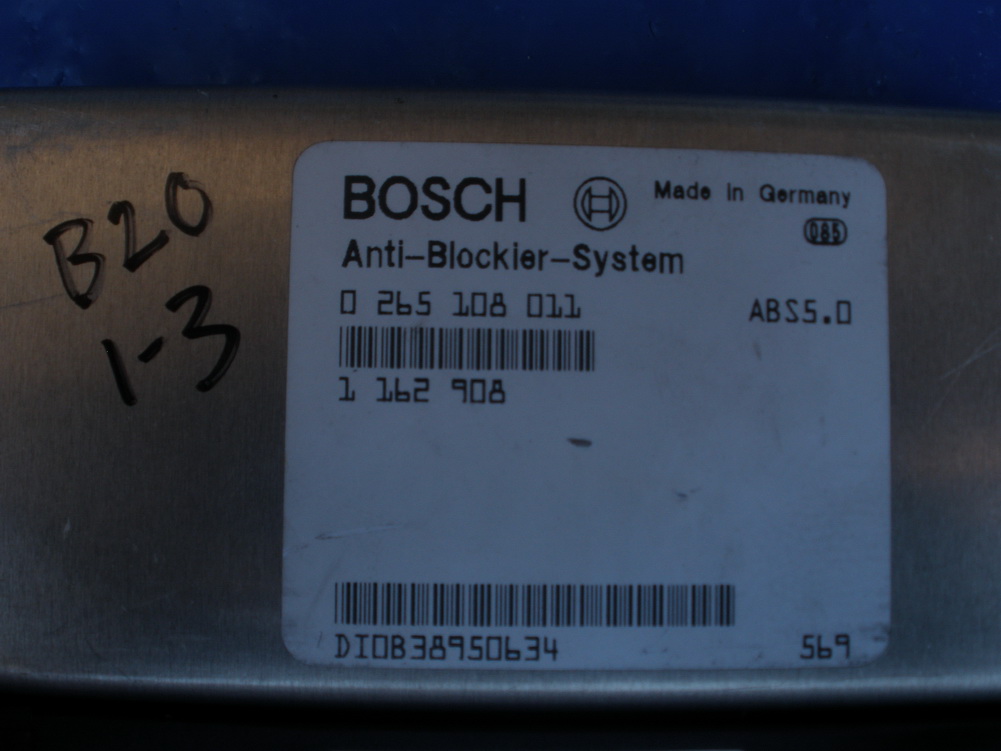 B20
1-3
BOSCH
Made in Germany
085
Anti-Blockier-System
0 265 108 011
ABS5.0
1 162 908
DIOB38950634
569